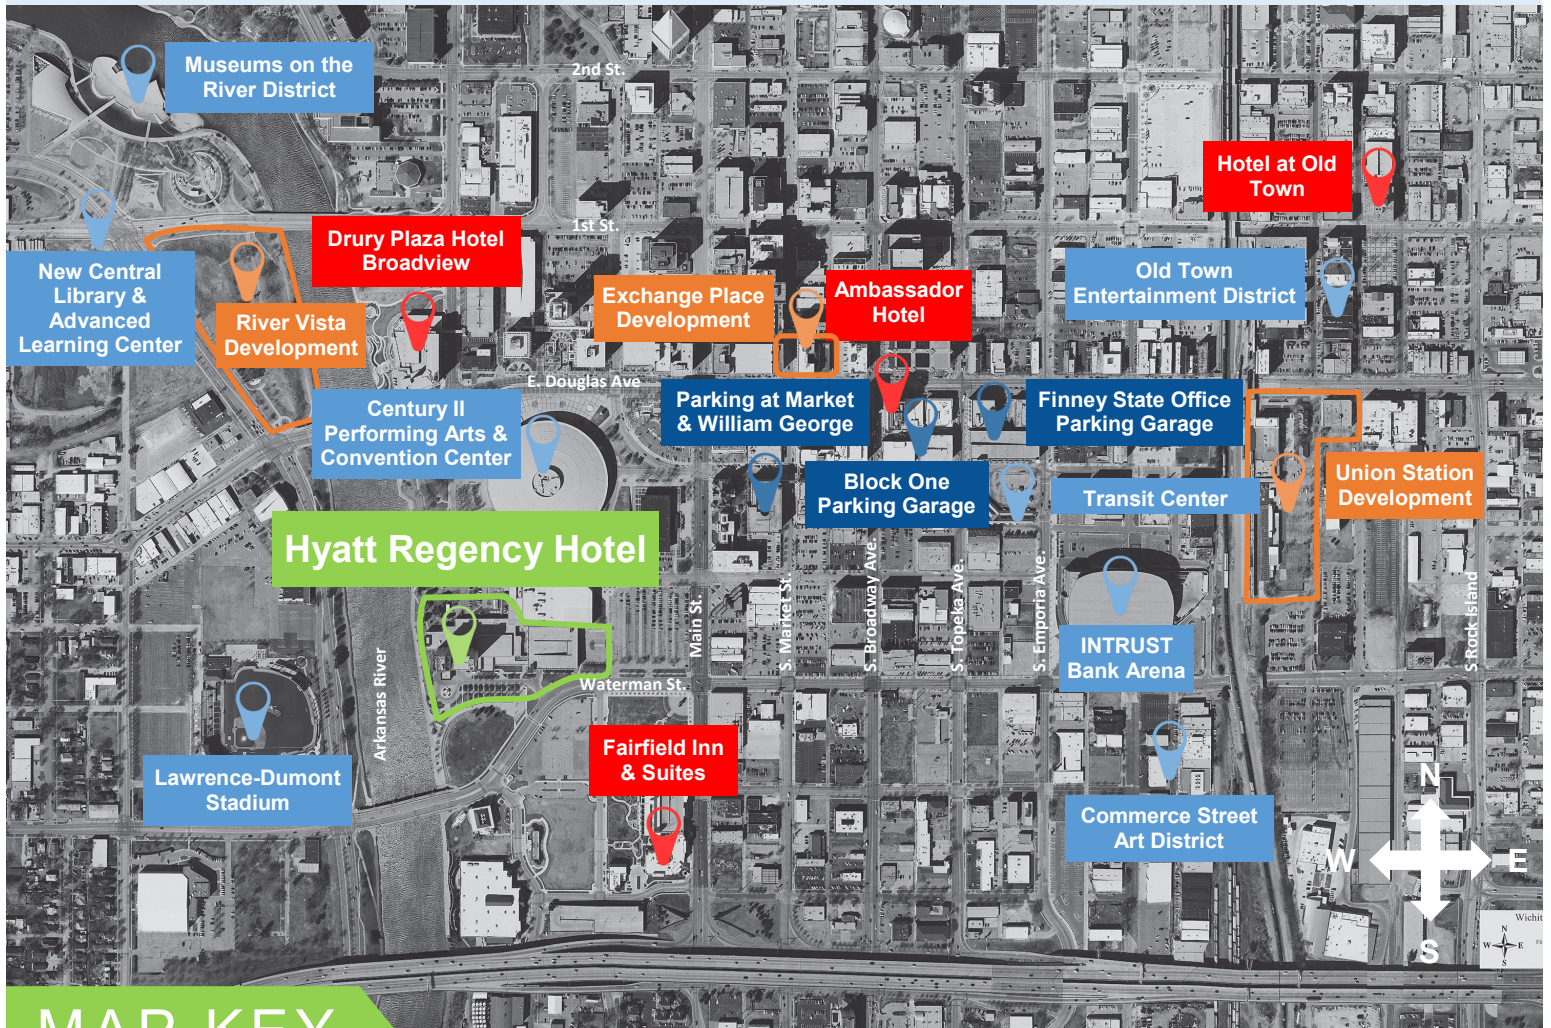 Museums on the
River District
2nd St.
Hotel at Old
Town
1st St.
Drury Plaza Hotel
Broadview
New Central
Library &
Advanced
Learning Center
River Vista
Development
Exchange Place
Development
Ambassador
Hotel
Old Town
Entertainment District
E. Douglas Ave
Century II
Performing Arts &
Convention Center
Parking at Market
& William George
Finney State Office
Parking Garage
Block One
Parking Garage
Transit Center
Union Station
Development
Hyatt Regency Hotel
Arkansas River
Main St.
S. Market St.
S. Broadway Ave.
S. Topeka Ave.
S. Emporia Ave.
S Rock Island
INTRUST
Bank Arena
Waterman St.
Lawrence-Dumont
Stadium
Fairfield Inn
& Suites
Commerce Street
Art District
N
W E
S
Wichit
N
W E
S
MAP KEY